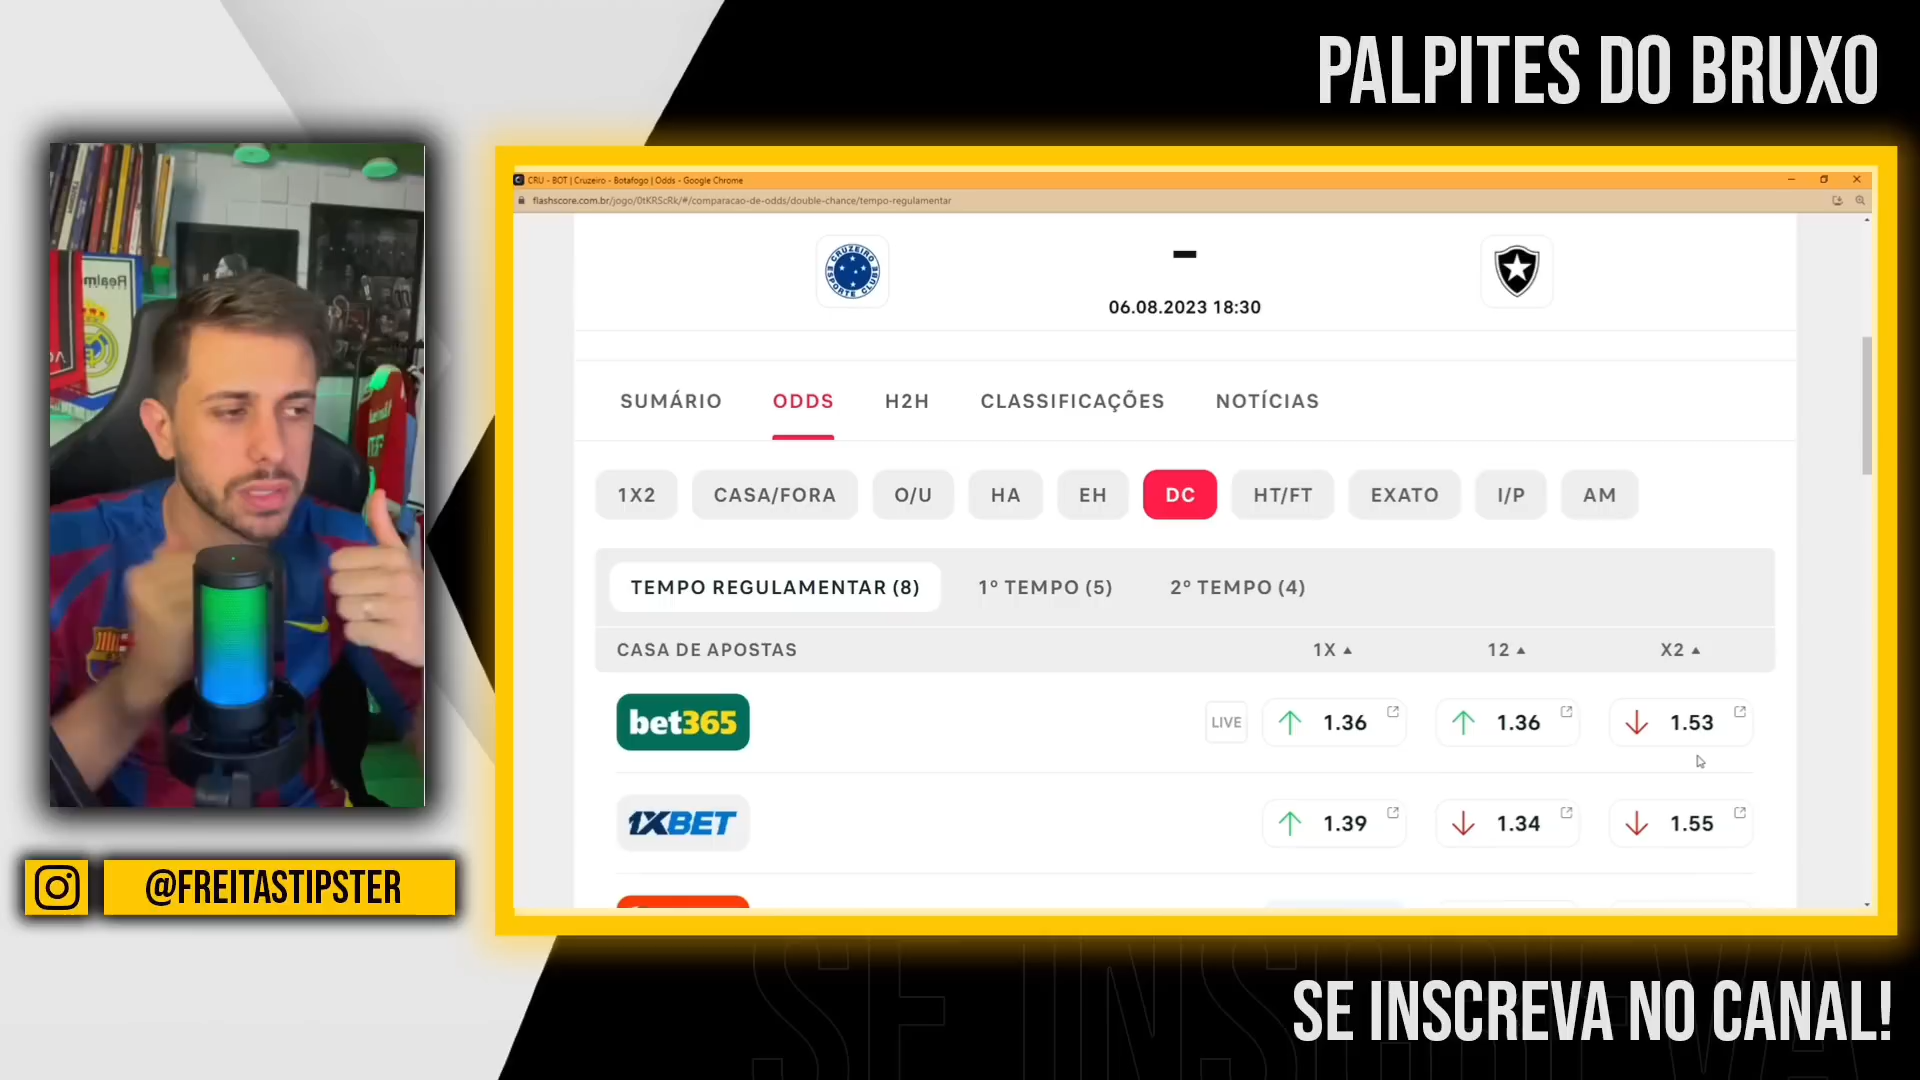 PALPITES DO BRUXO
CRU - BOT | Cruzeiro - Botafogo | Odds - Google Chrome
flashscore.com.br/jogo/0tKRScRk/#/comparacao-de-odds/double-chance/tempo-regulamentar
CRUZEIRO
ESPORTE CLUBE
-
06.08.2023 18:30
SUMÁRIO ODDS H2H CLASSIFICAÇÕES NOTÍCIAS
1X2 CASA/FORA O/U HA EH DC HT/FT EXATO I/P AM
TEMPO REGULAMENTAR (8) 1º TEMPO (5) 2º TEMPO (4)
CASA DE APOSTAS 1X ▲ 12 ▲ X2 ▲
bet365 LIVE 1.36 1.36 1.53
1XBET 1.39 1.34 1.55
Realm
@FREITASTIPSTER
SE INSCREVA NO CANAL!